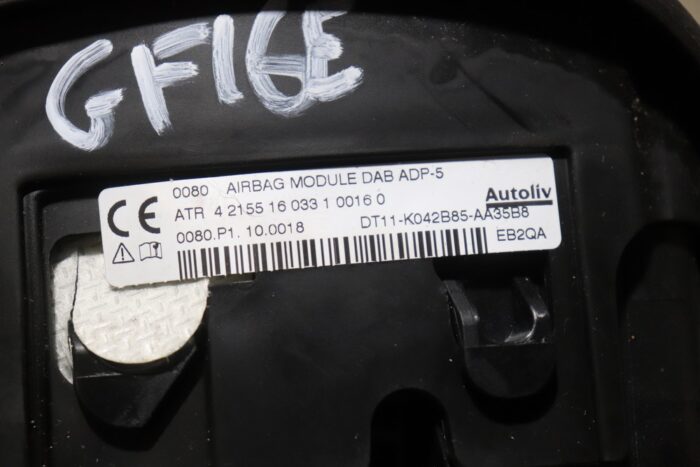 GF16E
0080 AIRBAG MODULE DAB ADP-5
Autoliv
CE ATR 4 2155 16 033 1 0016 0
0080.P1. 10.0018 DT11-K042B85-AA35B8
EB2QA